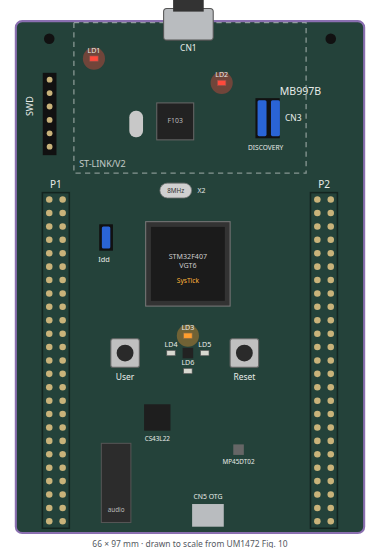 CN1
LD1
LD2
MB997B
SWD
F103
CN3
DISCOVERY
ST-LINK/V2
P1
8MHz
X2
P2
Idd
STM32F407
VGT6
SysTick
LD3
LD4
LD5
LD6
User
Reset
CS43L22
MP45DT02
CN5 OTG
audio
66 × 97 mm · drawn to scale from UM1472 Fig. 10